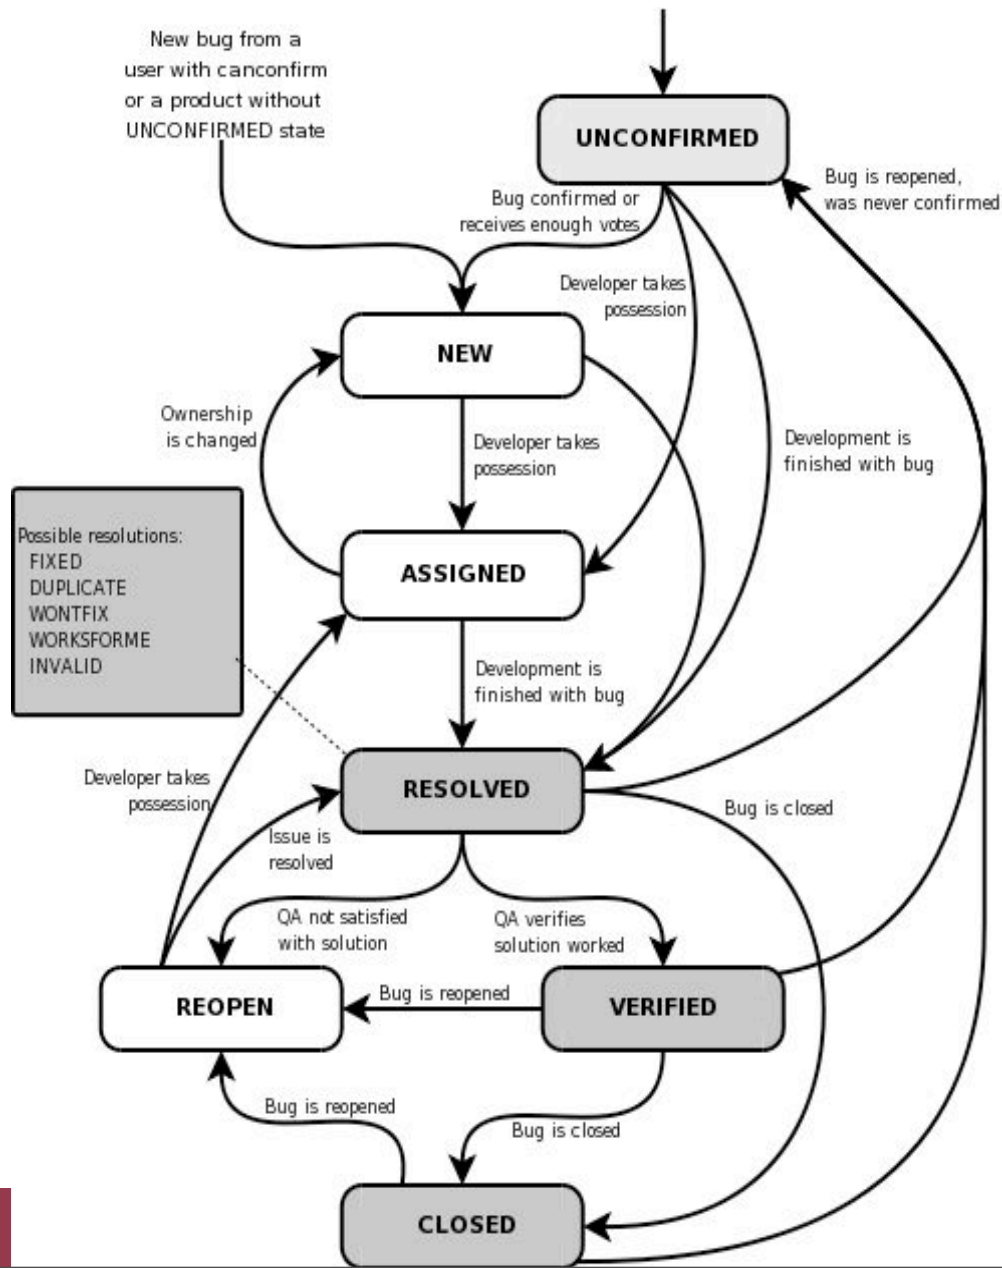 New bug from a
user with canconfirm
or a product without
UNCONFIRMED state
UNCONFIRMED
Bug is reopened,
was never confirmed
Bug confirmed or
receives enough votes
Developer takes
possession
NEW
Ownership
is changed
Developer takes
possession
Development is
finished with bug
Possible resolutions:
FIXED
DUPLICATE
WONTFIX
WORKSFORME
INVALID
ASSIGNED
Development is
finished with bug
Developer takes
possession
RESOLVED
Bug is closed
Issue is
resolved
QA not satisfied
with solution
QA verifies
solution worked
REOPEN
Bug is reopened
VERIFIED
Bug is reopened
Bug is closed
CLOSED